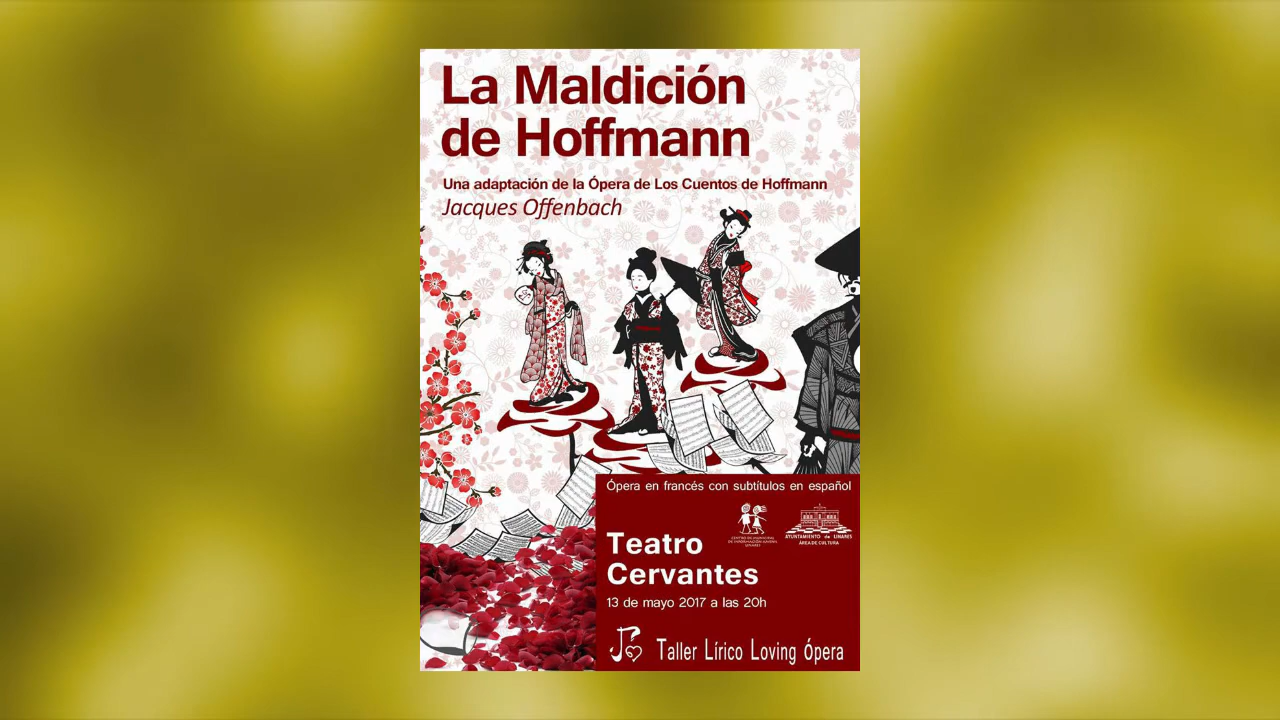 La Maldición
de Hoffmann
Una adaptación de la Ópera de Los Cuentos de Hoffmann
Jacques Offenbach
Ópera en francés con subtítulos en español
AYUNTAMIENTO de LINARES
ÁREA DE CULTURA
Teatro
Cervantes
13 de mayo 2017 a las 20h
Taller Lírico Loving Ópera